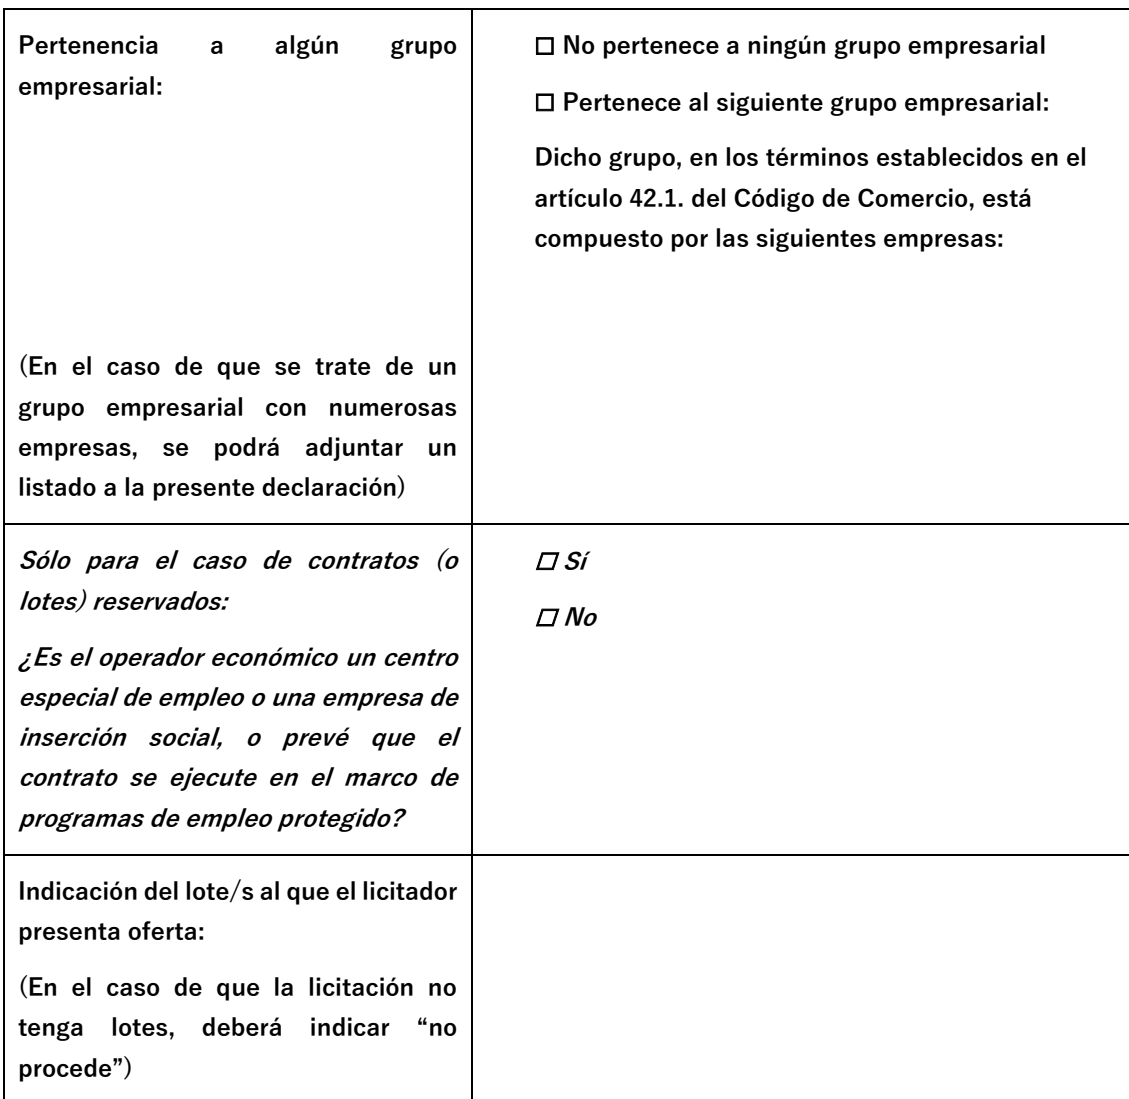 Pertenencia a algún grupo
empresarial:
(En el caso de que se trate de un
grupo empresarial con numerosas
empresas, se podrá adjuntar un
listado a la presente declaración)
☐ No pertenece a ningún grupo empresarial
☐ Pertenece al siguiente grupo empresarial:
Dicho grupo, en los términos establecidos en el
artículo 42.1. del Código de Comercio, está
compuesto por las siguientes empresas:
Sólo para el caso de contratos (o
lotes) reservados:
¿Es el operador económico un centro
especial de empleo o una empresa de
inserción social, o prevé que el
contrato se ejecute en el marco de
programas de empleo protegido?
☐ Sí
☐ No
Indicación del lote/s al que el licitador
presenta oferta:
(En el caso de que la licitación no
tenga lotes, deberá indicar “no
procede”)